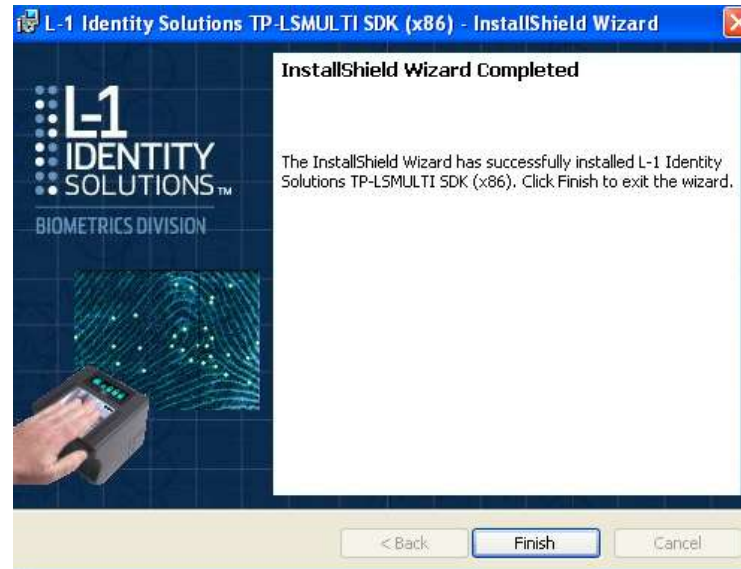 L-1 Identity Solutions TP-LSMULTI SDK (x86) - InstallShield Wizard
L-1
IDENTITY
SOLUTIONS™
BIOMETRICS DIVISION
InstallShield Wizard Completed
The InstallShield Wizard has successfully installed L-1 Identity
Solutions TP-LSMULTI SDK (x86). Click Finish to exit the wizard.
< Back
Finish
Cancel